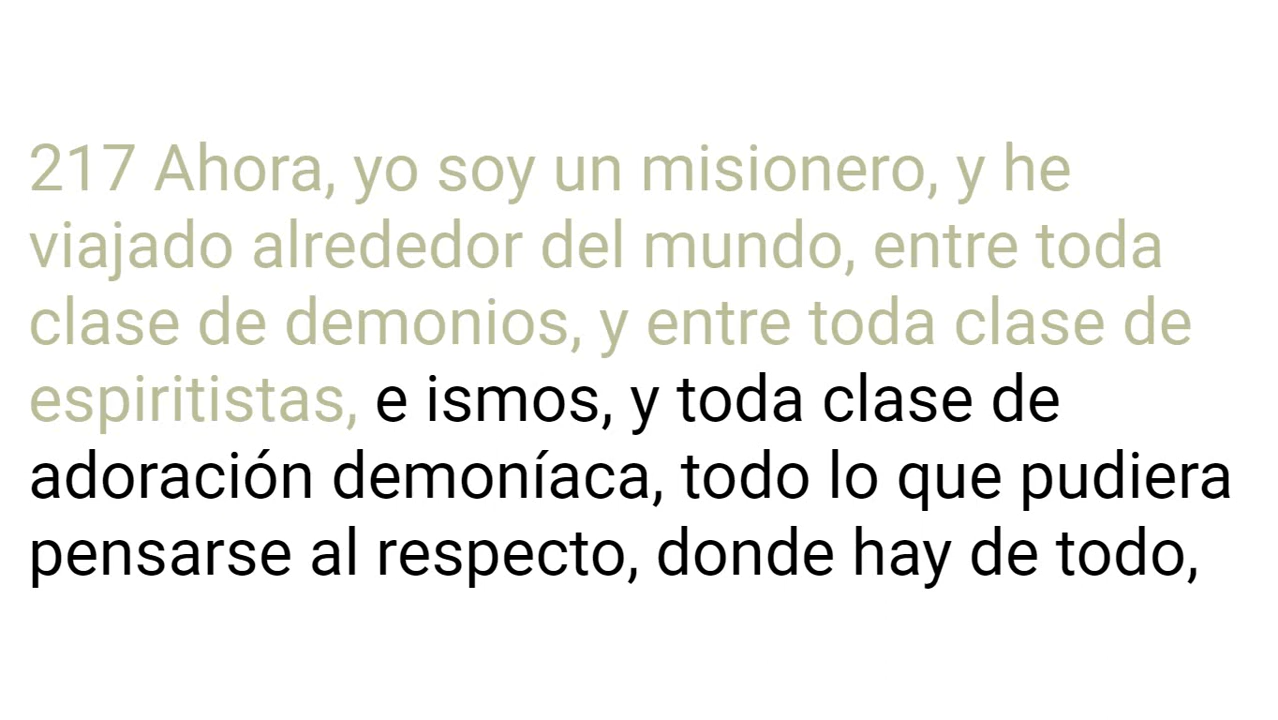 217 Ahora, yo soy un misionero, y he
viajado alrededor del mundo, entre toda
clase de demonios, y entre toda clase de
espiritistas, e ismos, y toda clase de
adoración demoníaca, todo lo que pudiera
pensarse al respecto, donde hay de todo,